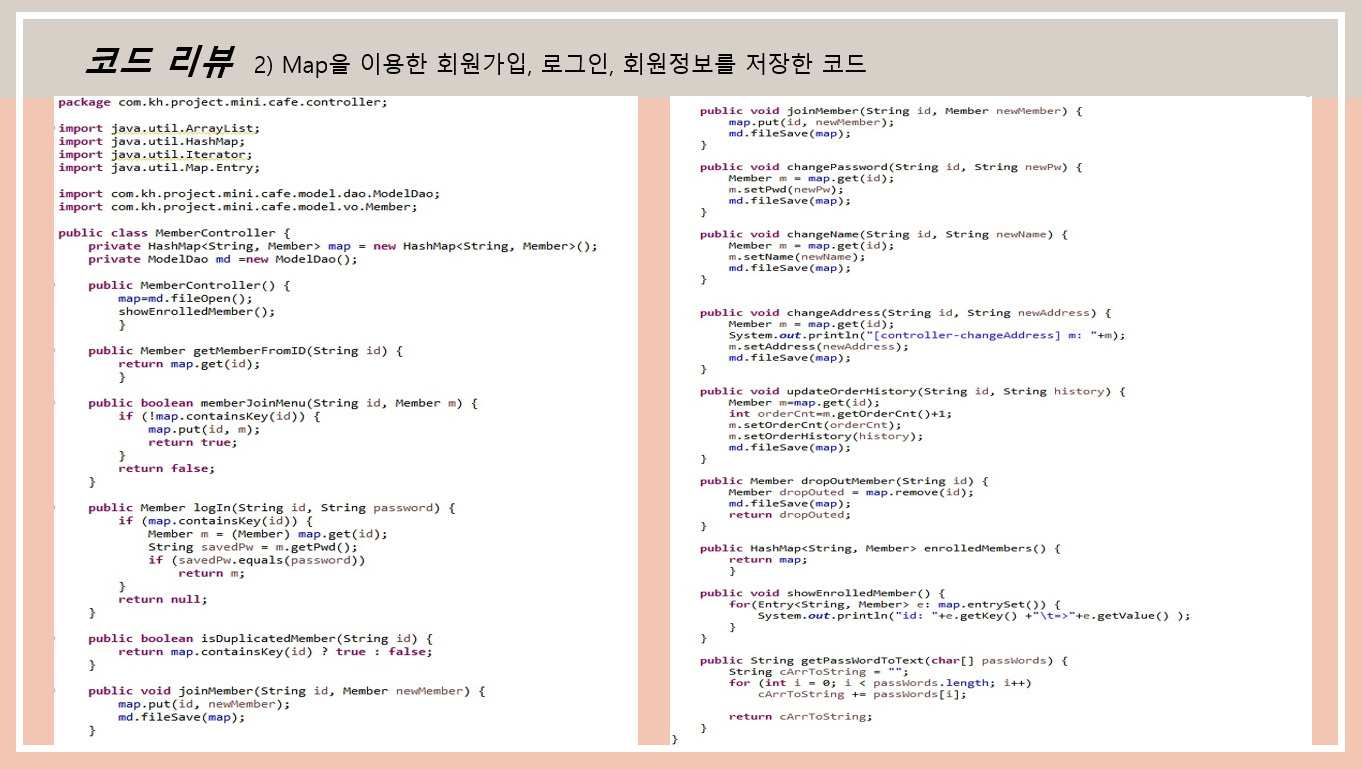 코드 리뷰 2) Map을 이용한 회원가입, 로그인, 회원정보를 저장한 코드
package com.kh.project.mini.cafe.controller;
import java.util.ArrayList;
import java.util.HashMap;
import java.util.Iterator;
import java.util.Map.Entry;
import com.kh.project.mini.cafe.model.dao.ModelDao;
import com.kh.project.mini.cafe.model.vo.Member;
public class MemberController {
private HashMap<String, Member> map = new HashMap<String, Member>();
private ModelDao md =new ModelDao();
public MemberController() {
map=md.fileOpen();
showEnrolledMember();
}
public Member getMemberFromID(String id) {
return map.get(id);
}
public boolean memberJoinMenu(String id, Member m) {
if (!map.containsKey(id)) {
map.put(id, m);
return true;
}
return false;
}
public Member logIn(String id, String password) {
if (map.containsKey(id)) {
Member m = (Member) map.get(id);
String savedPw = m.getPwd();
if (savedPw.equals(password))
return m;
}
return null;
}
public boolean isDuplicatedMember(String id) {
return map.containsKey(id) ? true : false;
}
public void joinMember(String id, Member newMember) {
map.put(id, newMember);
md.fileSave(map);
}
public void joinMember(String id, Member newMember) {
map.put(id, newMember);
md.fileSave(map);
}
public void changePassword(String id, String newPw) {
Member m = map.get(id);
m.setPwd(newPw);
md.fileSave(map);
}
public void changeName(String id, String newName) {
Member m = map.get(id);
m.setName(newName);
md.fileSave(map);
}
public void changeAddress(String id, String newAddress) {
Member m = map.get(id);
System.out.println("[controller-changeAddress] m: "+m);
m.setAddress(newAddress);
md.fileSave(map);
}
public void updateOrderHistory(String id, String history) {
Member m=map.get(id);
int orderCnt=m.getOrderCnt()+1;
m.setOrderCnt(orderCnt);
m.setOrderHistory(history);
md.fileSave(map);
}
public Member dropOutMember(String id) {
Member dropOuted = map.remove(id);
md.fileSave(map);
return dropOuted;
}
public HashMap<String, Member> enrolledMembers() {
return map;
}
public void showEnrolledMember() {
for(Entry<String, Member> e: map.entrySet()) {
System.out.println("id: "+e.getKey() +"\t=>"+e.getValue() );
}
}
public String getPassWordToText(char[] passWords) {
String cArrToString = "";
for (int i = 0; i < passWords.length; i++)
cArrToString += passWords[i];
return cArrToString;
}
}